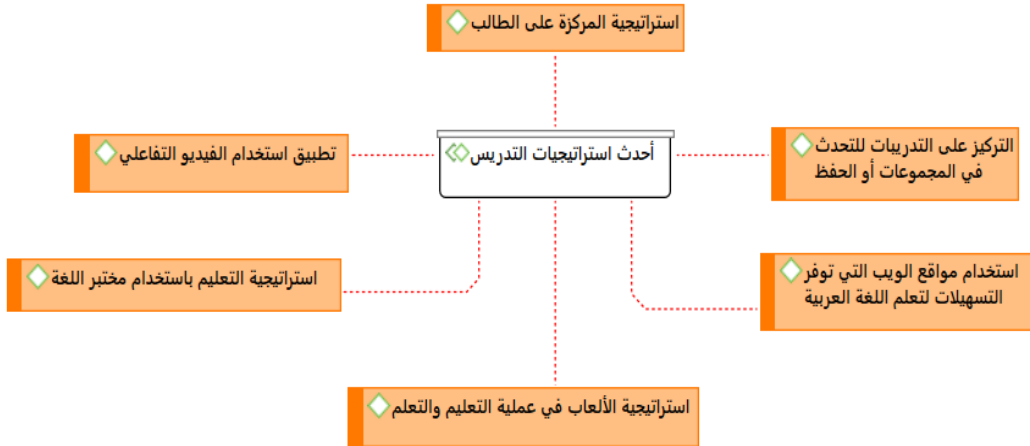 استراتيجية المركزة على الطالب
أحدث استراتيجيات التدريس
التركيز على التدريبات للتحدث
في المجموعات أو الحفظ
تطبيق استخدام الفيديو التفاعلي
استخدام مواقع الويب التي توفر
التسهيلات لتعلم اللغة العربية
استراتيجية التعليم باستخدام مختبر اللغة
استراتيجية الألعاب في عملية التعليم والتعلم